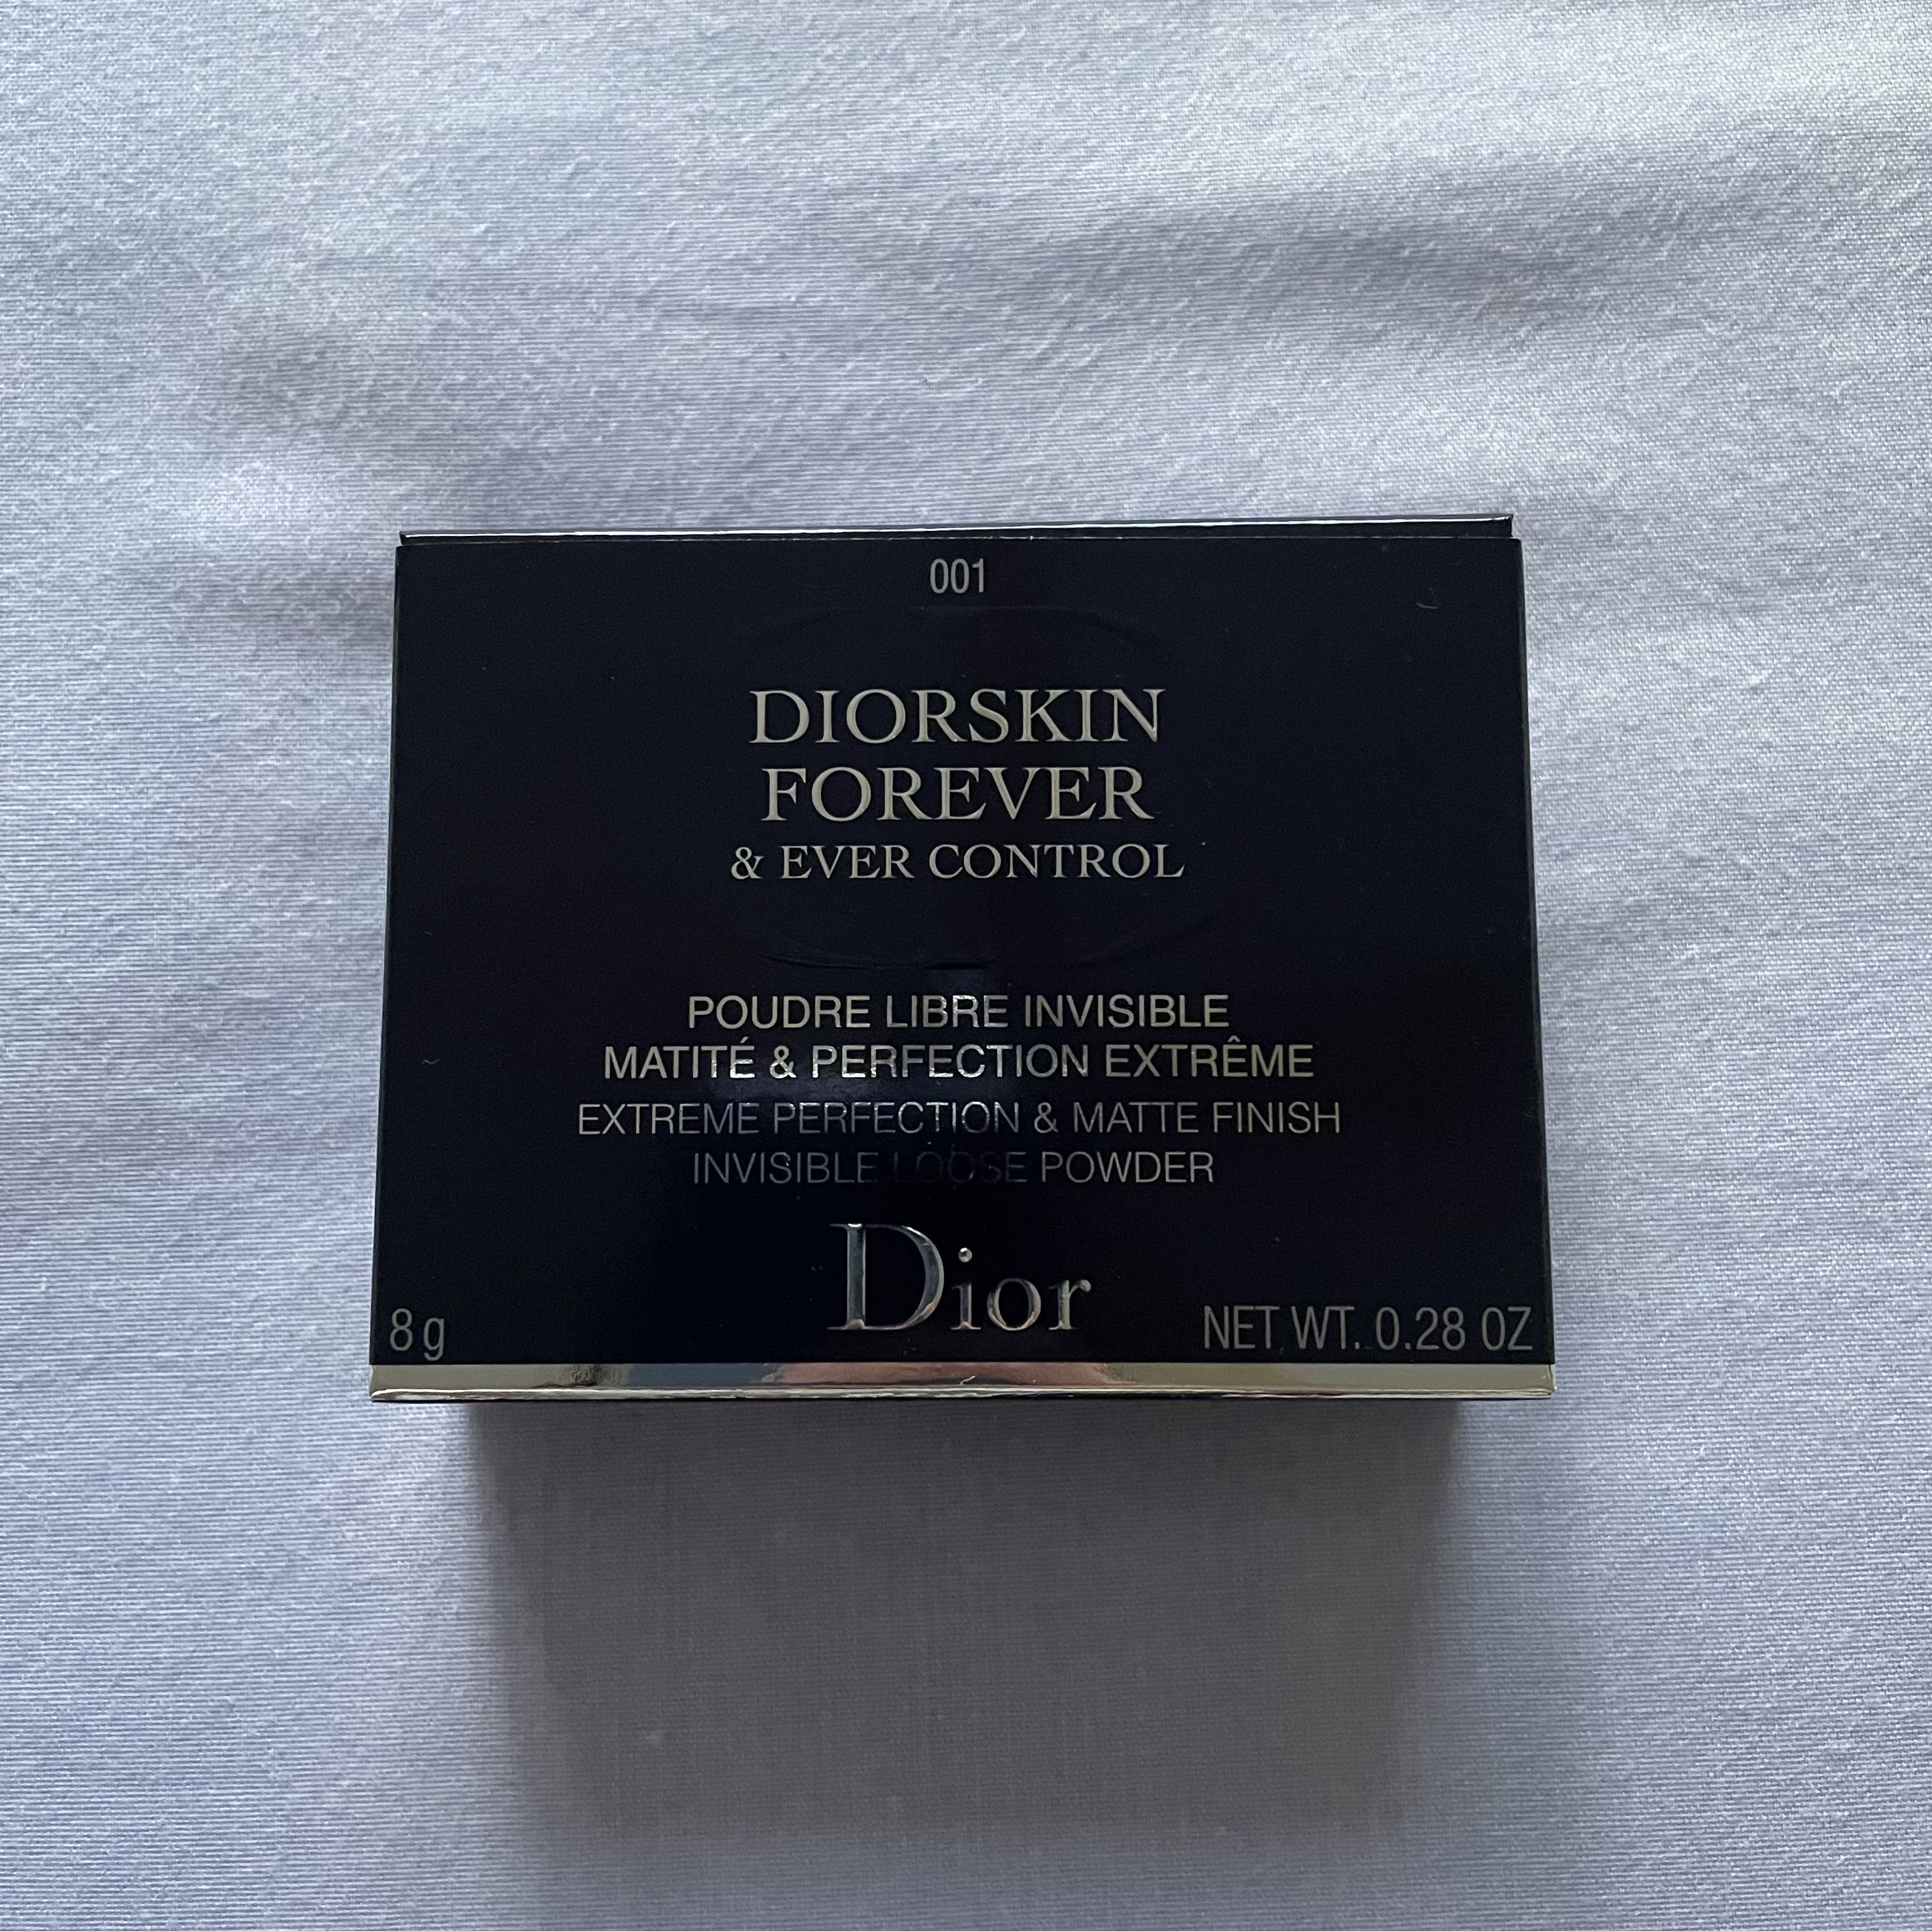 001
DIORSKIN
FOREVER
& EVER CONTROL
POUDRE LIBRE INVISIBLE
MATITÉ & PERFECTION EXTRÊME
EXTREME PERFECTION & MATTE FINISH
INVISIBLE LOOSE POWDER
Dior
8 g
NET WT. 0.28 OZ